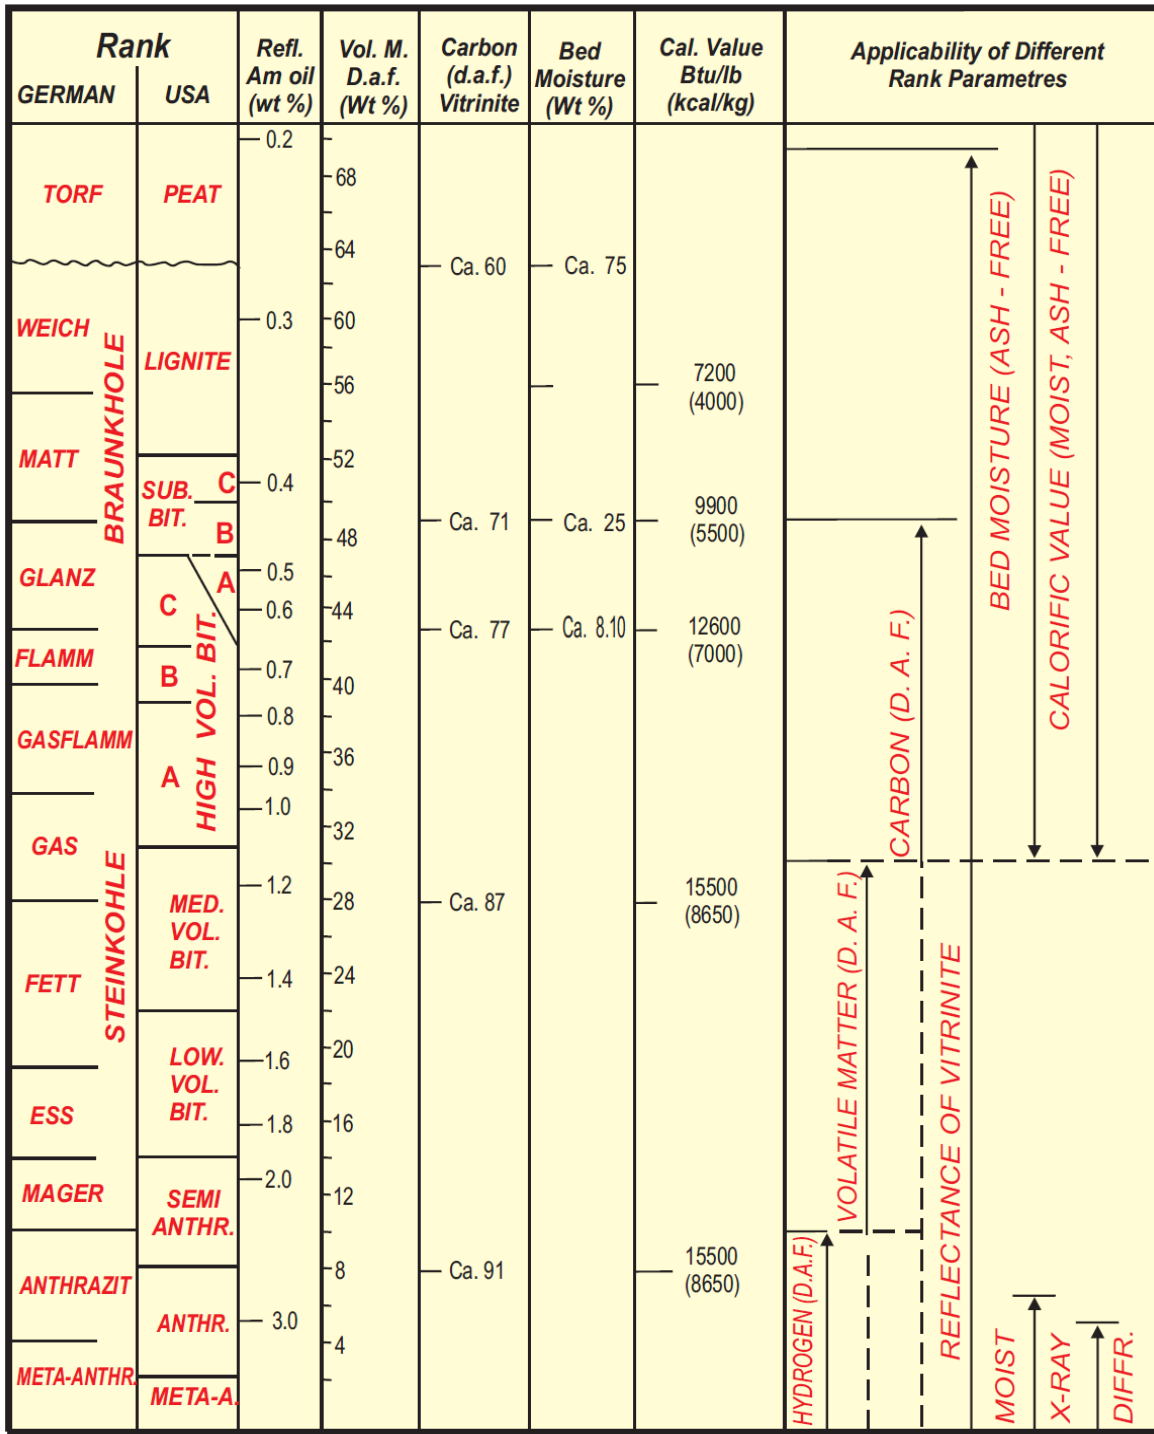 Rank
GERMAN
USA
Refl.
Am oil
(wt %)
Vol. M.
D.a.f.
(Wt %)
Carbon
(d.a.f.)
Vitrinite
Bed
Moisture
(Wt %)
Cal. Value
Btu/lb
(kcal/kg)
Applicability of Different
Rank Parametres
TORF
WEICH
MATT
GLANZ
FLAMM
GASFLAMM
GAS
FETT
ESS
MAGER
ANTHRAZIT
META-ANTHR.
BRAUNKHOLE
STEINKOHLE
PEAT
LIGNITE
SUB.
BIT.
C
B
A
C
B
A
HIGH VOL. BIT.
MED.
VOL.
BIT.
LOW.
VOL.
BIT.
SEMI
ANTHR.
ANTHR.
META-A.
0.2
0.3
0.4
0.5
0.6
0.7
0.8
0.9
1.0
1.2
1.4
1.6
1.8
2.0
3.0
68
64
60
56
52
48
44
40
36
32
28
24
20
16
12
8
4
Ca. 60
Ca. 71
Ca. 77
Ca. 87
Ca. 91
Ca. 75
Ca. 25
Ca. 8.10
7200
(4000)
9900
(5500)
12600
(7000)
15500
(8650)
15500
(8650)
HYDROGEN (D.A.F.)
VOLATILE MATTER (D. A. F.)
CARBON (D. A. F.)
REFLECTANCE OF VITRINITE
BED MOISTURE (ASH - FREE)
CALORIFIC VALUE (MOIST, ASH - FREE)
MOIST
X-RAY
DIFFR.